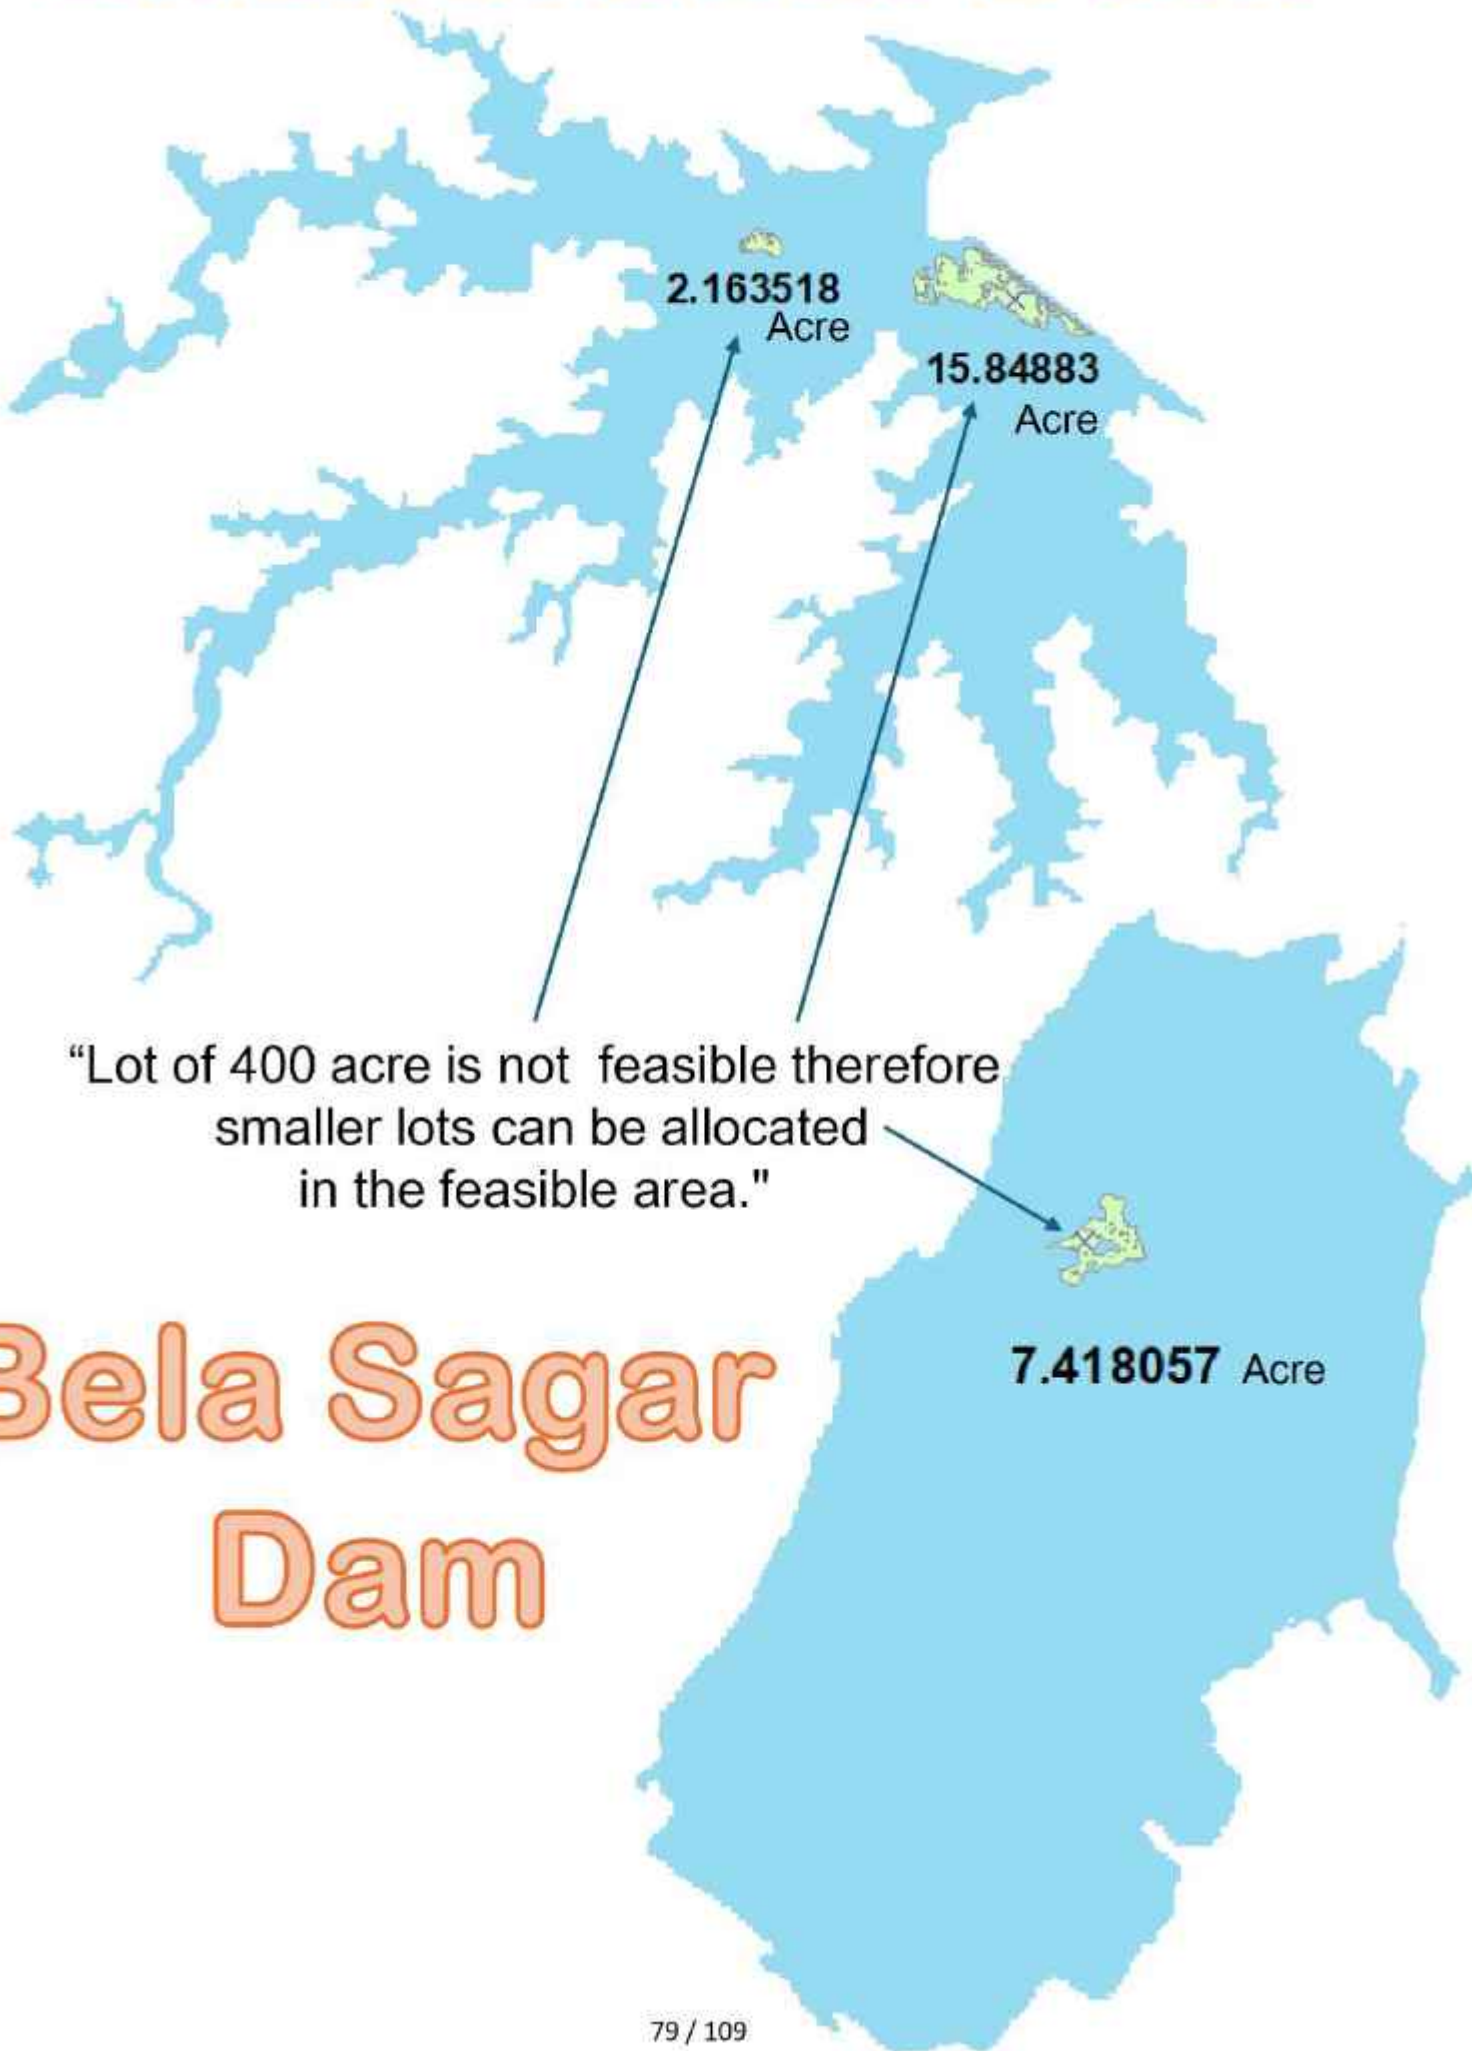 2.163518
Acre
15.84883
Acre
“Lot of 400 acre is not feasible therefore
smaller lots can be allocated
in the feasible area."
7.418057 Acre
Bela Sagar
Dam
79 / 109